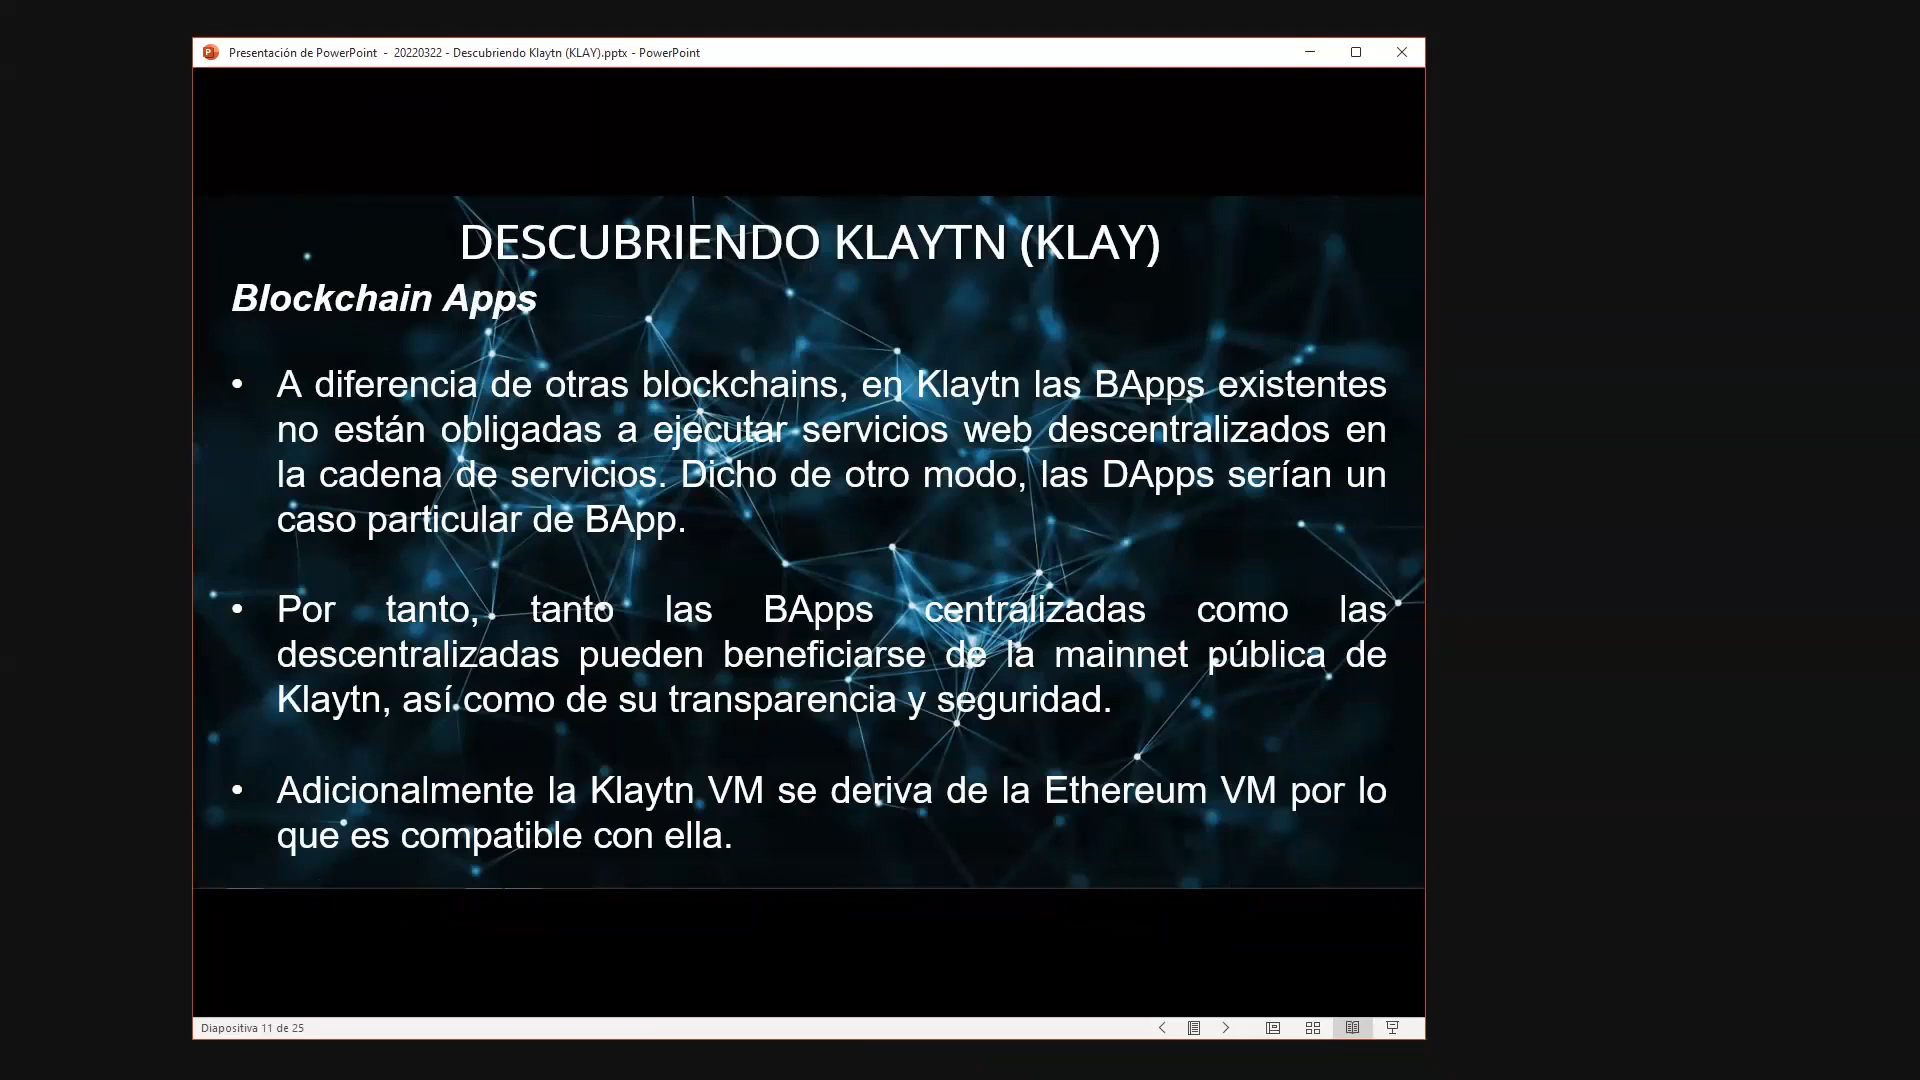 Presentación de PowerPoint - 20220322 - Descubriendo Klaytn (KLAY).pptx - PowerPoint
DESCUBRIENDO KLAYTN (KLAY)
Blockchain Apps
• A diferencia de otras blockchains, en Klaytn las BApps existentes
no están obligadas a ejecutar servicios web descentralizados en
la cadena de servicios. Dicho de otro modo, las DApps serían un
caso particular de BApp.
• Por tanto, tanto las BApps centralizadas como las
descentralizadas pueden beneficiarse de la mainnet pública de
Klaytn, así como de su transparencia y seguridad.
• Adicionalmente la Klaytn VM se deriva de la Ethereum VM por lo
que es compatible con ella.
Diapositiva 11 de 25